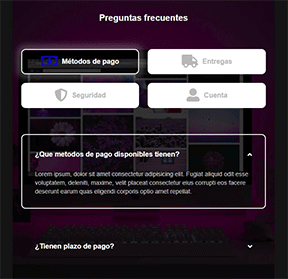 Preguntas frecuentes
Métodos de pago
Entregas
Seguridad
Cuenta
¿Que metodos de pago disponibles tienen?
Lorem ipsum, dolor sit amet consectetur adipisicing elit. Fugiat aliquid odit esse
voluptatem, deleniti, maxime, velit placeat consectetur eius corrupti eos facere
deserunt earum quas eligendi corporis optio amet repellat.
¿Tienen plazo de pago?